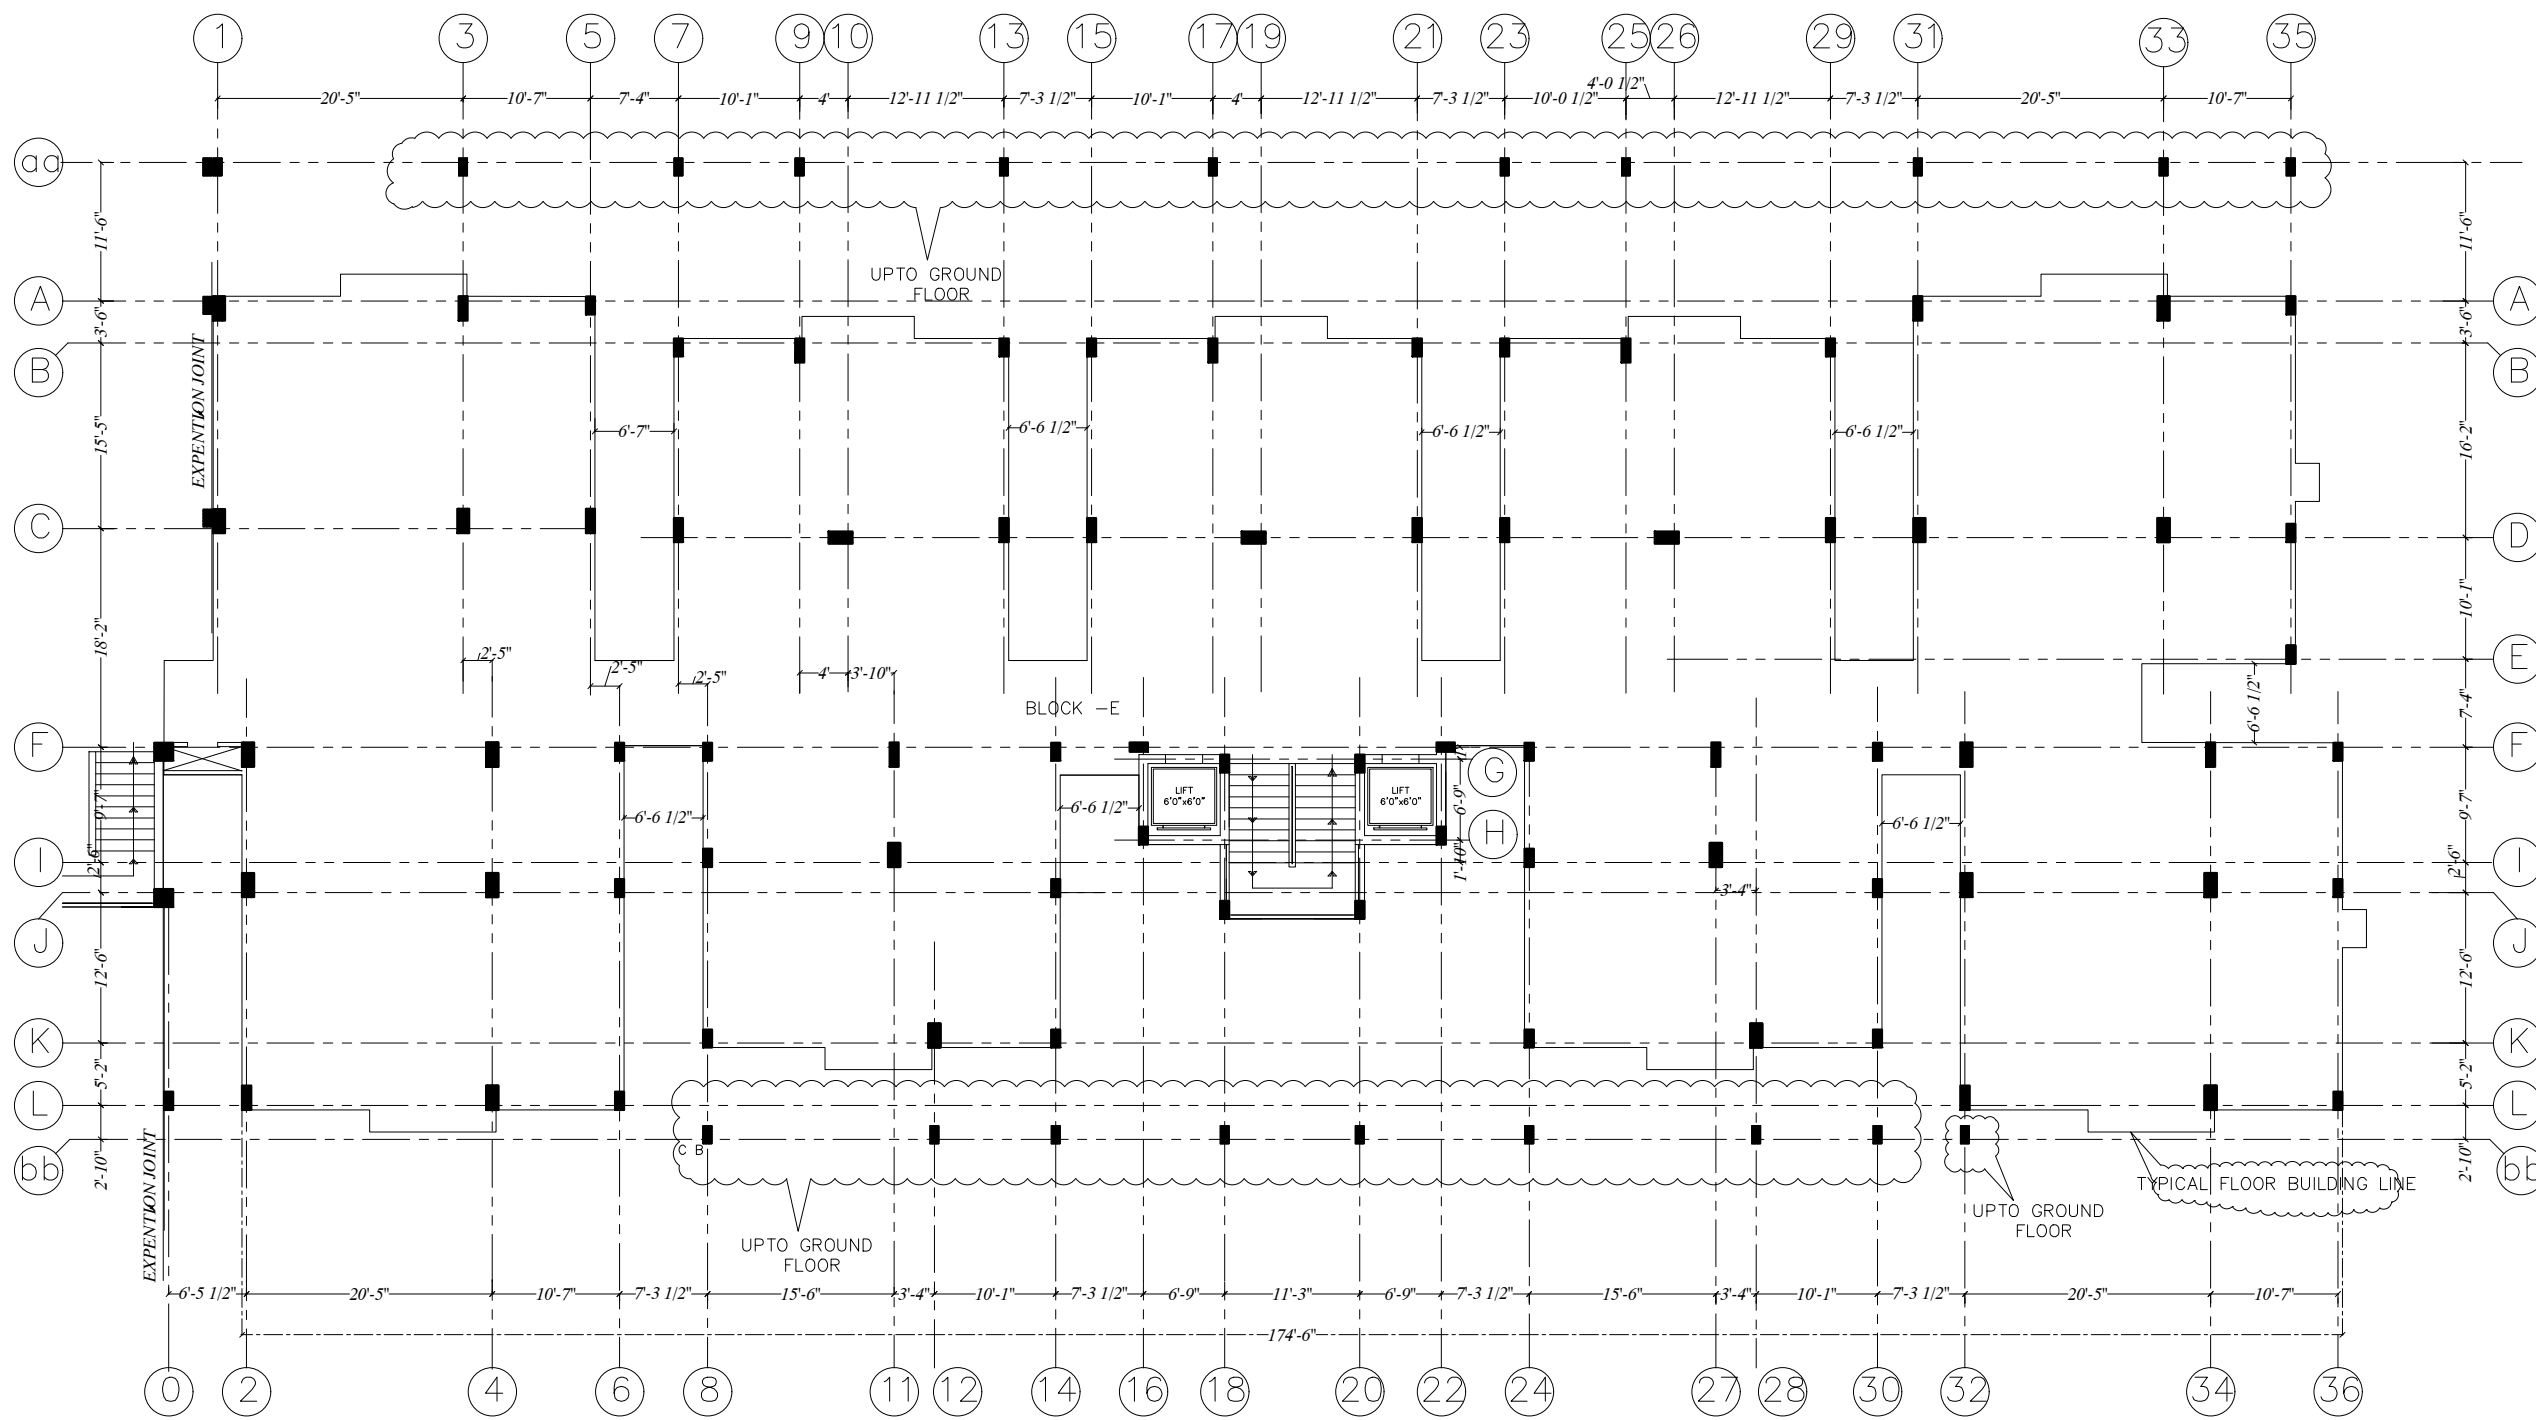 1 3 5 7 9 10 13 15 17 19 21 23 25 26 29 31 33 35
4'-0 1/2"
20'-5" 10'-7" 7'-4" 10'-1" 4' 12'-11 1/2" 7'-3 1/2" 10'-1" 4' 12'-11 1/2" 7'-3 1/2" 10'-0 1/2" 12'-11 1/2" 7'-3 1/2" 20'-5" 10'-7"
aa
11'-6" 11'-6"
UPTO GROUND
FLOOR
A A
3'-6" 3'-6"
B B
EXPENTION JOINT
15'-5" 6'-7" 6'-6 1/2" 6'-6 1/2" 6'-6 1/2" 16'-2"
C D
18'-2" 10'-1"
2'-5" 2'-5" 2'-5" 4' 3'-10" E
6'-6 1/2" 7'-4"
BLOCK -E
F F
1'
G
LIFT LIFT
6'0"x6'0" 6'0"x6'0"
9'-7" 6'-6 1/2" 6'-6 1/2" 6'-9" 6'-6 1/2" 9'-7"
H
I I
2'-6" 1'-10" 2'-6"
3'-4"
J J
12'-6" 12'-6"
K K
5'-2" 5'-2"
L L
C B
bb bb
2'-10" 2'-10"
EXPENTION JOINT
TYPICAL FLOOR BUILDING LINE
UPTO GROUND
FLOOR
UPTO GROUND
FLOOR
6'-5 1/2" 20'-5" 10'-7" 7'-3 1/2" 15'-6" 3'-4" 10'-1" 7'-3 1/2" 6'-9" 11'-3" 6'-9" 7'-3 1/2" 15'-6" 3'-4" 10'-1" 7'-3 1/2" 20'-5" 10'-7"
174'-6"
0 2 4 6 8 11 12 14 16 18 20 22 24 27 28 30 32 34 36